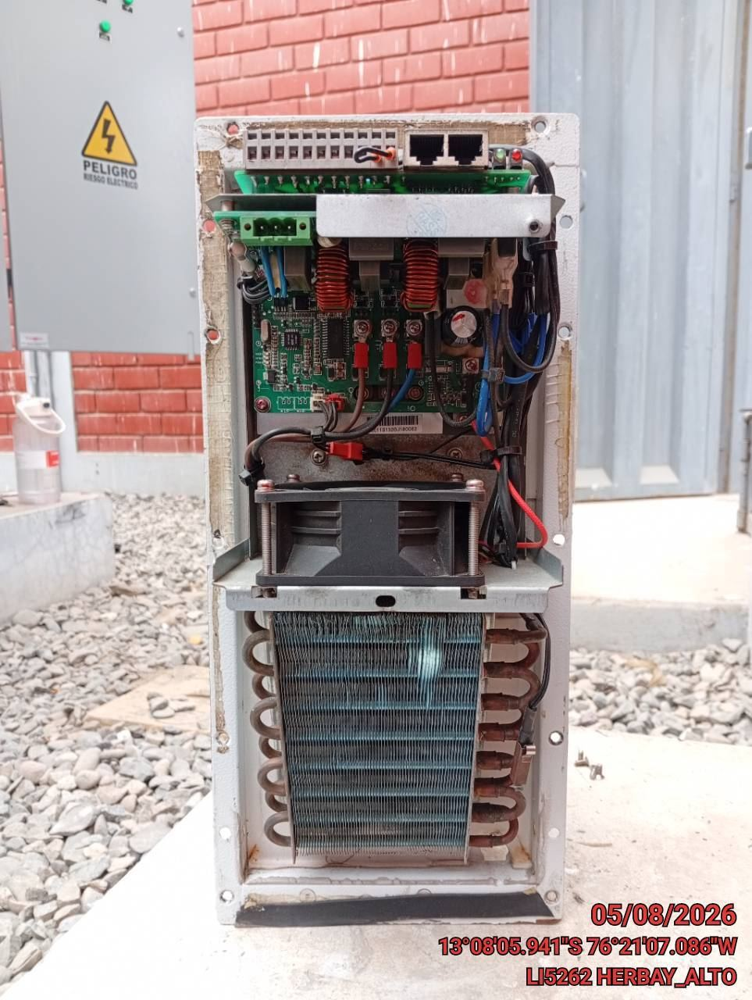 PELIGRO
RIESGO ELECTRICO
05/08/2026
13°08'05.941"S 76°21'07.086"W
LI5262 HERBAY_ALTO